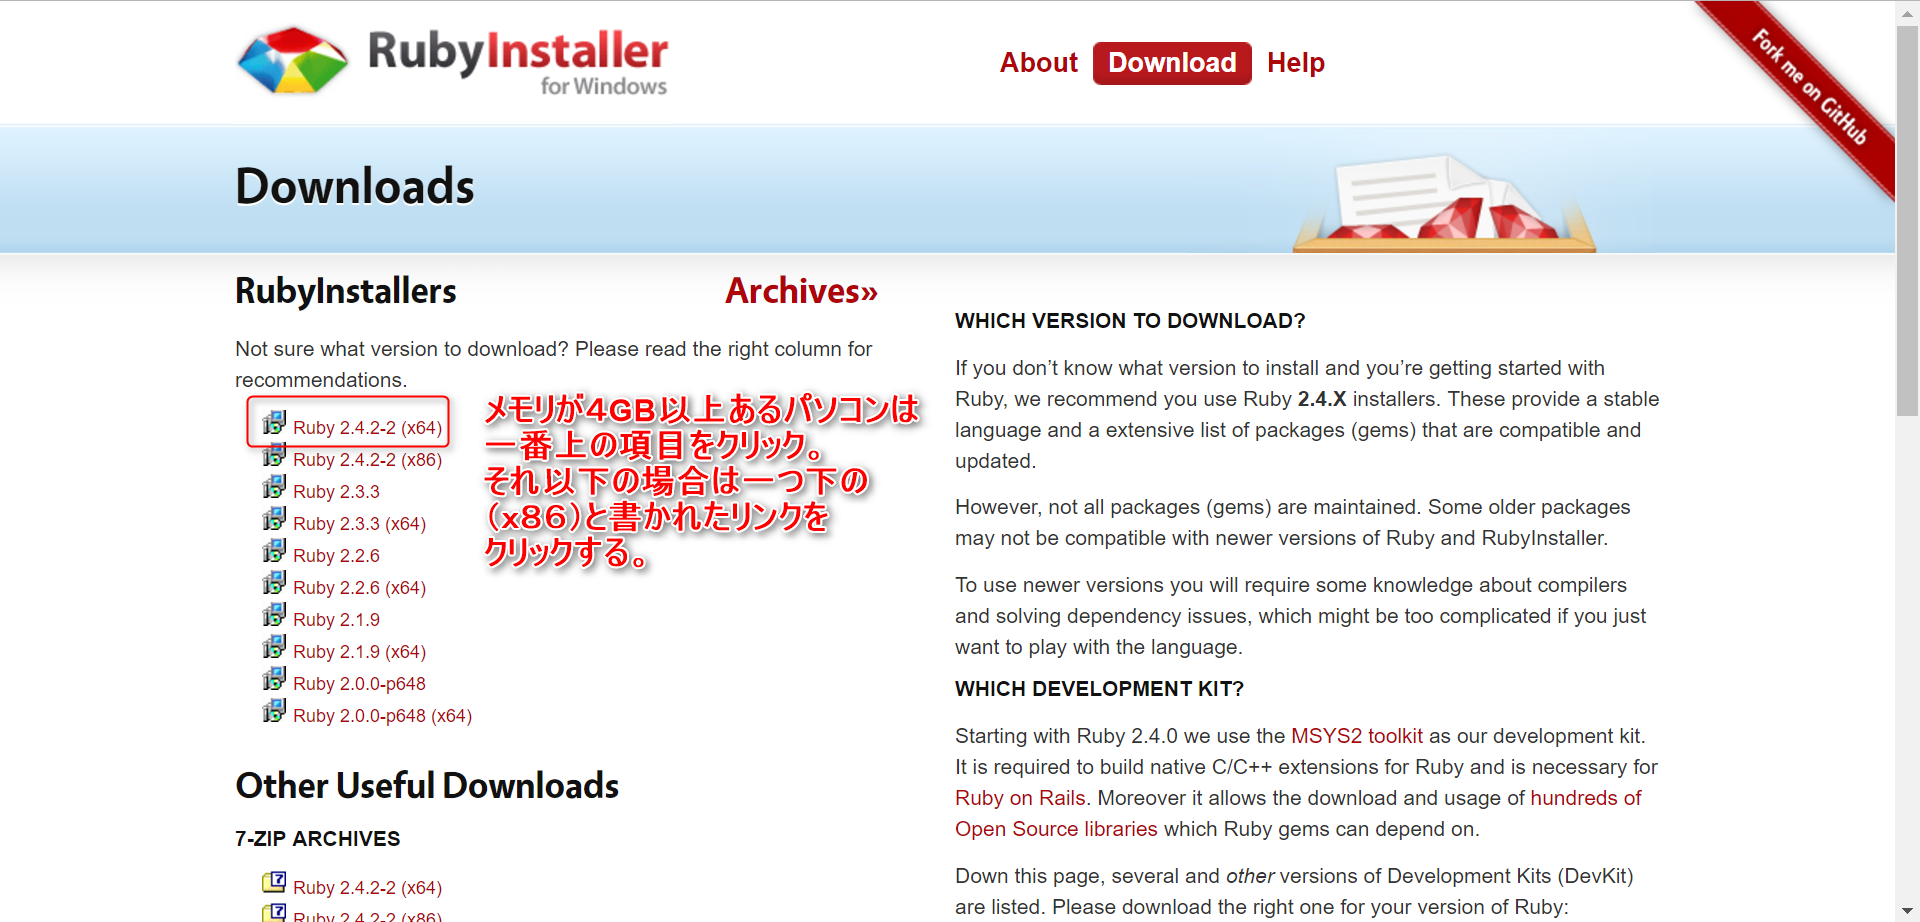 RubyInstaller
for Windows
About Download Help
Fork me on GitHub
Downloads
RubyInstallers
Archives»
Not sure what version to download? Please read the right column for
recommendations.
Ruby 2.4.2-2 (x64)
Ruby 2.4.2-2 (x86)
Ruby 2.3.3
Ruby 2.3.3 (x64)
Ruby 2.2.6
Ruby 2.2.6 (x64)
Ruby 2.1.9
Ruby 2.1.9 (x64)
Ruby 2.0.0-p648
Ruby 2.0.0-p648 (x64)
メモリが4GB以上あるパソコンは
一番上の項目をクリック。
それ以下の場合は一つ下の
(x86)と書かれたリンクを
クリックする。
Other Useful Downloads
7-ZIP ARCHIVES
Ruby 2.4.2-2 (x64)
Ruby 2.4.2-2 (x86)
WHICH VERSION TO DOWNLOAD?
If you don’t know what version to install and you’re getting started with
Ruby, we recommend you use Ruby 2.4.X installers. These provide a stable
language and a extensive list of packages (gems) that are compatible and
updated.
However, not all packages (gems) are maintained. Some older packages
may not be compatible with newer versions of Ruby and RubyInstaller.
To use newer versions you will require some knowledge about compilers
and solving dependency issues, which might be too complicated if you just
want to play with the language.
WHICH DEVELOPMENT KIT?
Starting with Ruby 2.4.0 we use the MSYS2 toolkit as our development kit.
It is required to build native C/C++ extensions for Ruby and is necessary for
Ruby on Rails. Moreover it allows the download and usage of hundreds of
Open Source libraries which Ruby gems can depend on.
Down this page, several and other versions of Development Kits (DevKit)
are listed. Please download the right one for your version of Ruby: